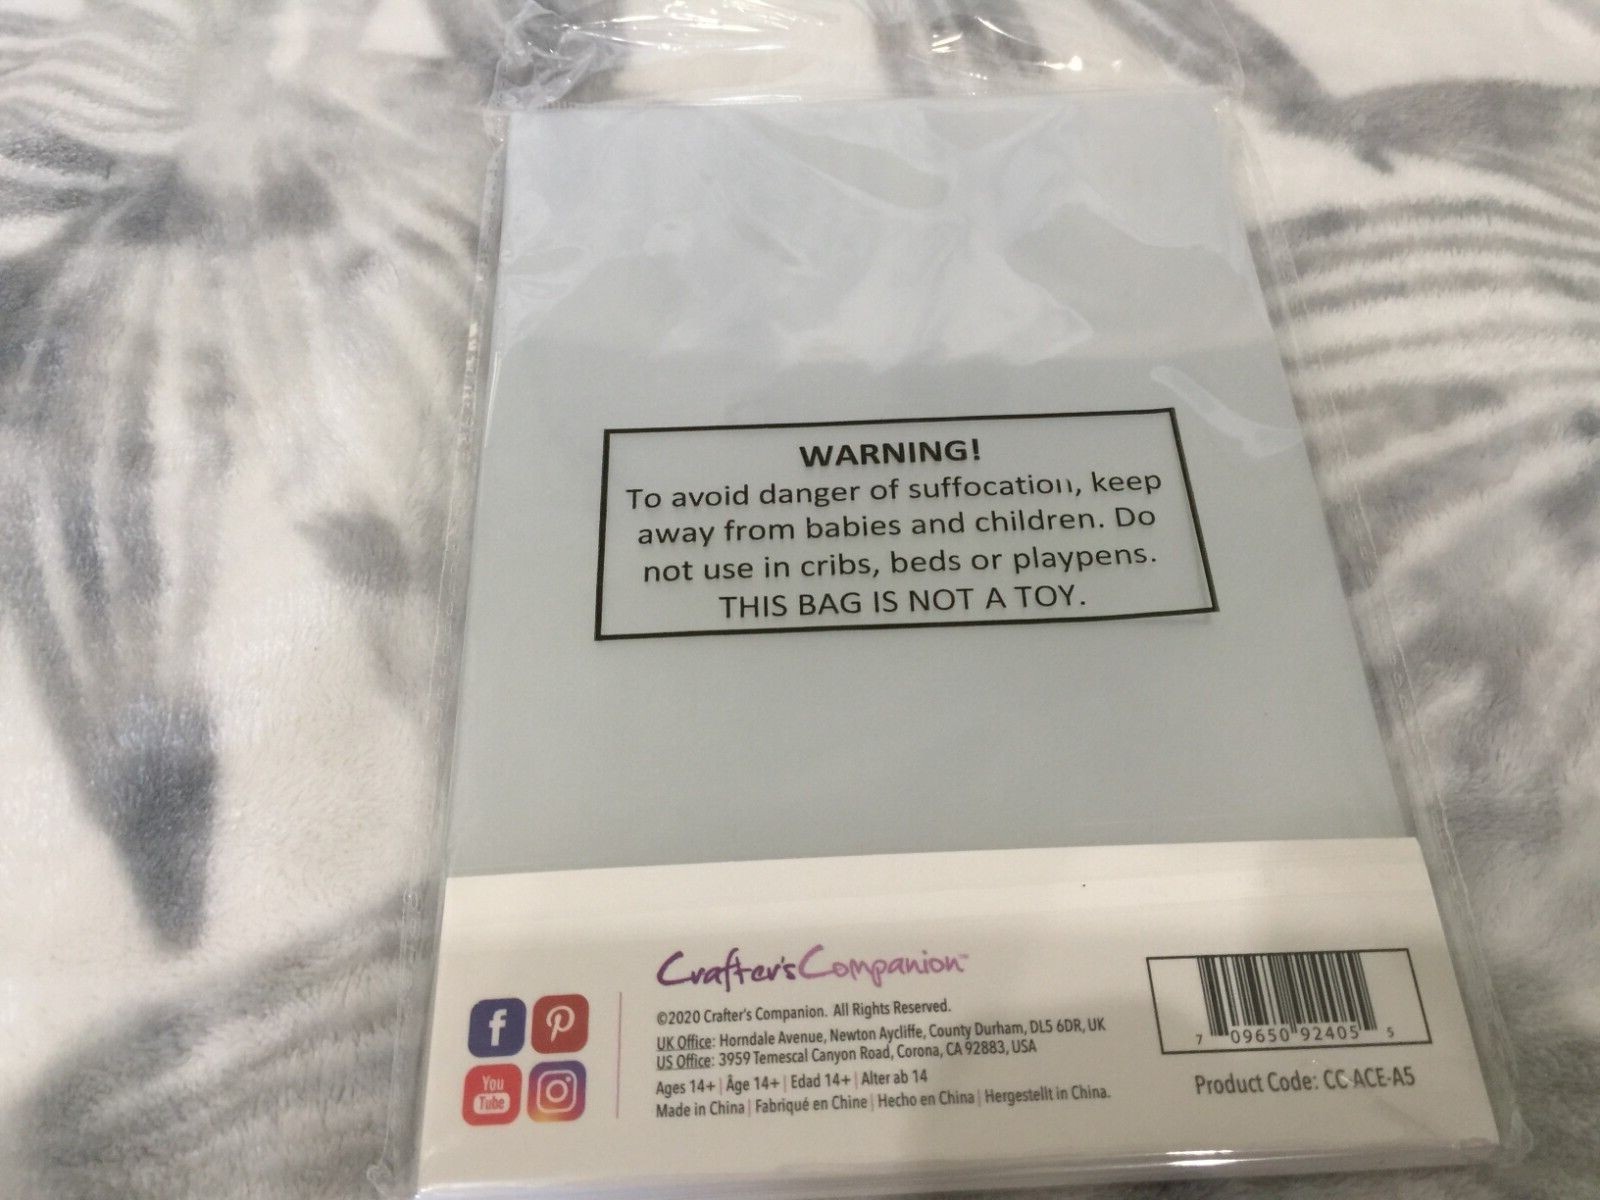 WARNING!
To avoid danger of suffocation, keep
away from babies and children. Do
not use in cribs, beds or playpens.
THIS BAG IS NOT A TOY.
Crafter's Companion™
©2020 Crafter's Companion. All Rights Reserved.
UK Office: Horndale Avenue, Newton Aycliffe, County Durham, DL5 6DR, UK
US Office: 3959 Temescal Canyon Road, Corona, CA 92883, USA
Ages 14+ | Âge 14+ | Edad 14+ | Alter ab 14
Made in China | Fabriqué en Chine | Hecho en China | Hergestellt in China.
You
Tube
7 09650 92405 5
Product Code: CC-ACE-A5